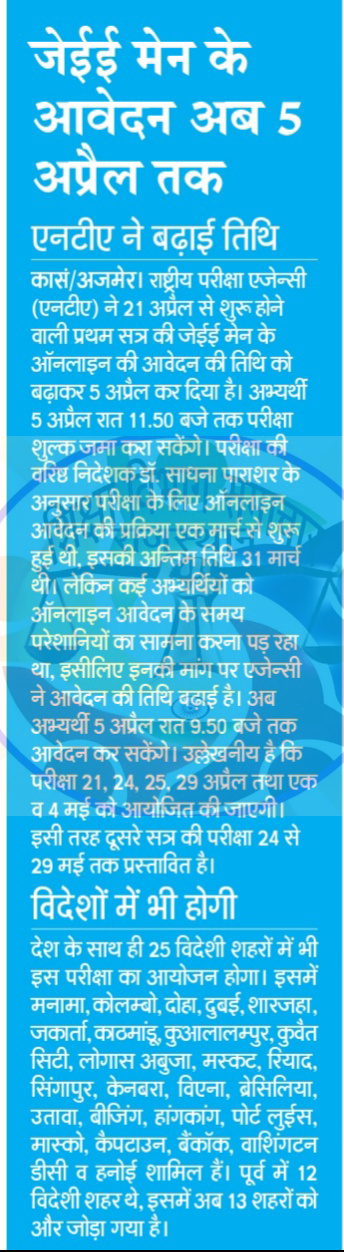 जेईई मेन के
आवेदन अब 5
अप्रैल तक
एनटीए ने बढ़ाई तिथि
कासं/अजमेर। राष्ट्रीय परीक्षा एजेन्सी
(एनटीए) ने 21 अप्रैल से शुरू होने
वाली प्रथम सत्र की जेईई मेन के
ऑनलाइन की आवेदन की तिथि को
बढ़ाकर 5 अप्रैल कर दिया है। अभ्यर्थी
5 अप्रैल रात 11.50 बजे तक परीक्षा
शुल्क जमा करा सकेंगे। परीक्षा की
वरिष्ठ निदेशक डॉ. साधना पाराशर के
अनुसार परीक्षा के लिए ऑनलाइन
आवेदन की प्रक्रिया एक मार्च से शुरू
हुई थी, इसकी अन्तिम तिथि 31 मार्च
थी। लेकिन कई अभ्यर्थियों को
ऑनलाइन आवेदन के समय
परेशानियों का सामना करना पड़ रहा
था, इसीलिए इनकी मांग पर एजेन्सी
ने आवेदन की तिथि बढ़ाई है। अब
अभ्यर्थी 5 अप्रैल रात 9.50 बजे तक
आवेदन कर सकेंगे। उल्लेखनीय है कि
परीक्षा 21, 24, 25, 29 अप्रैल तथा एक
व 4 मई को आयोजित की जाएगी।
इसी तरह दूसरे सत्र की परीक्षा 24 से
29 मई तक प्रस्तावित है।
विदेशों में भी होगी
देश के साथ ही 25 विदेशी शहरों में भी
इस परीक्षा का आयोजन होगा। इसमें
मनामा, कोलम्बो, दोहा, दुबई, शारजहा,
जकार्ता, काठमांडू, कुआलालम्पुर, कुवैत
सिटी, लोगास अबुजा, मस्कट, रियाद,
सिंगापुर, केनबरा, विएना, ब्रेसिलिया,
उतावा, बीजिंग, हांगकांग, पोर्ट लुईस,
मास्को, कैपटाउन, बैंकॉक, वाशिंगटन
डीसी व हनोई शामिल हैं। पूर्व में 12
विदेशी शहर थे, इसमें अब 13 शहरों को
और जोड़ा गया है।